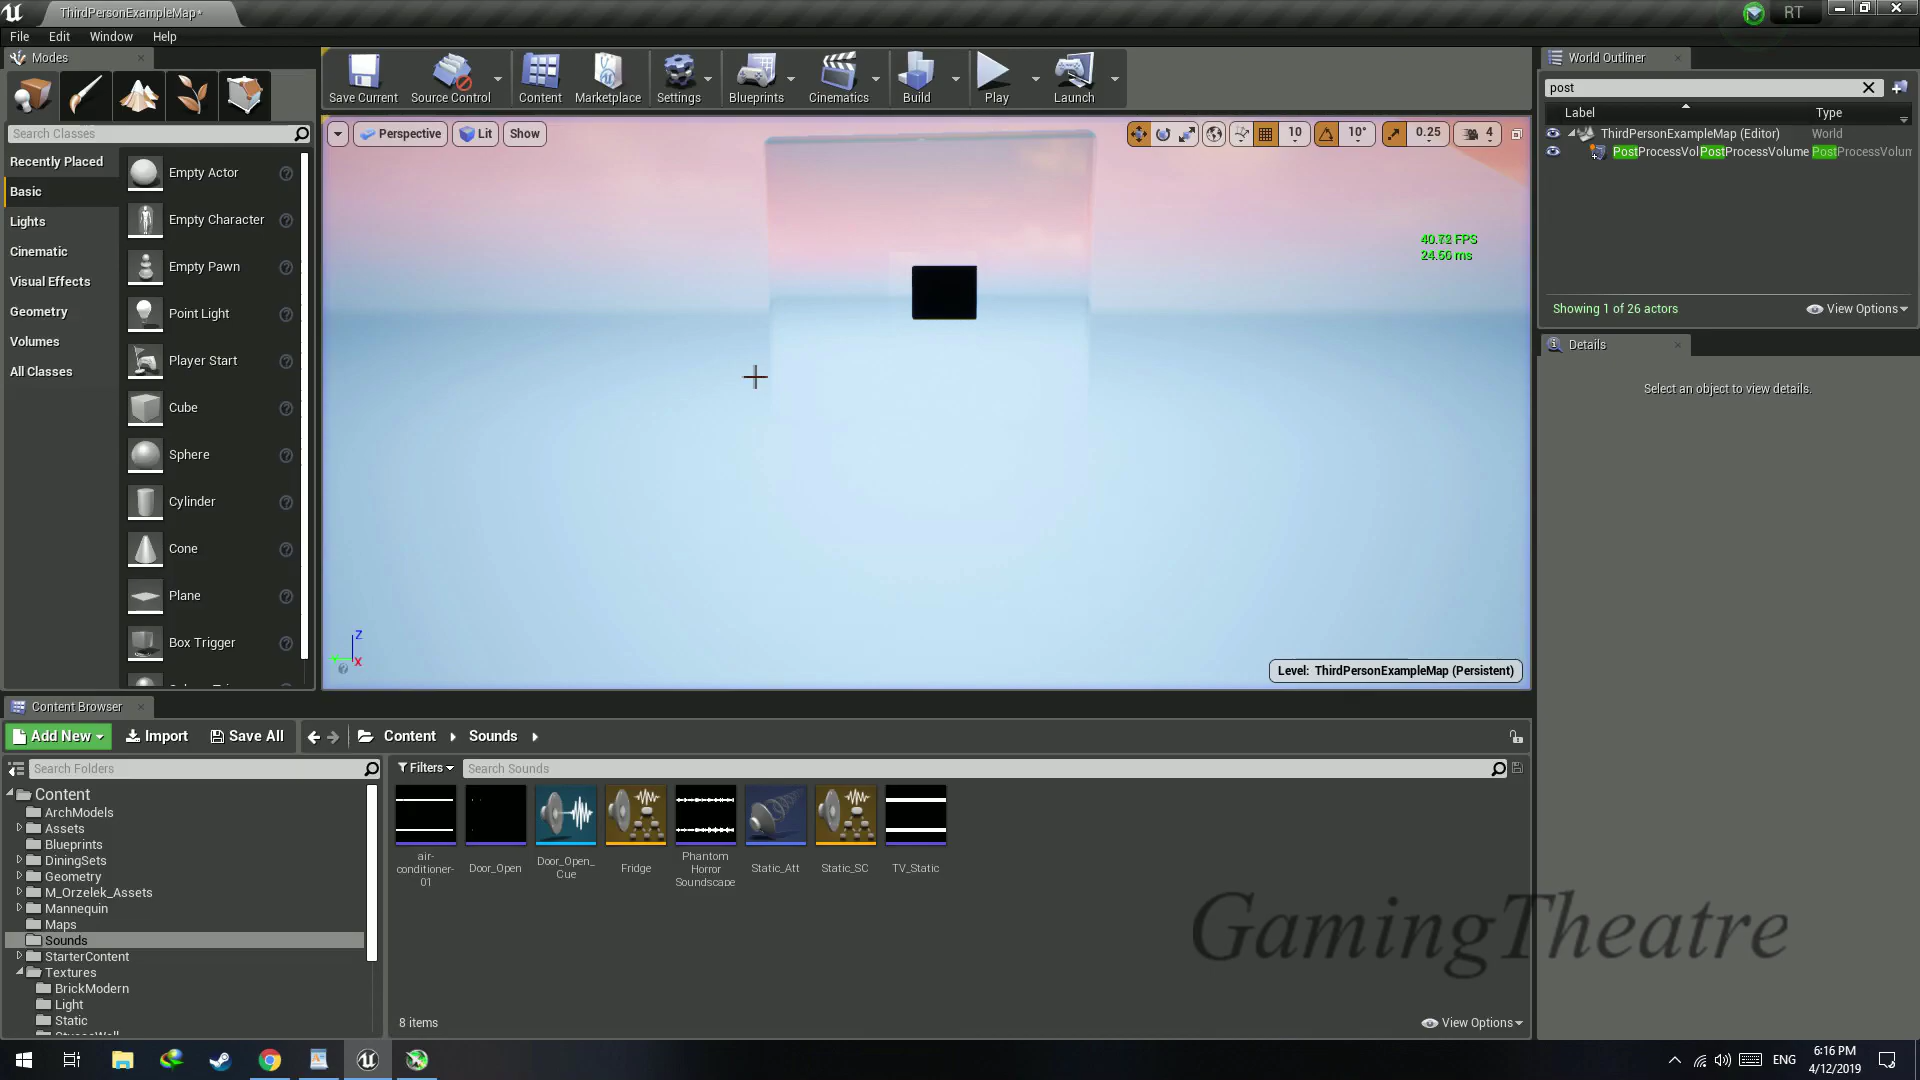 ThirdPersonExampleMap*
RT
File Edit Window Help
Modes
Search Classes
Recently Placed
Basic
Lights
Cinematic
Visual Effects
Geometry
Volumes
All Classes
Empty Actor
Empty Character
Empty Pawn
Point Light
Player Start
Cube
Sphere
Cylinder
Cone
Plane
Box Trigger
Save Current
Source Control
Content
Marketplace
Settings
Blueprints
Cinematics
Build
Play
Launch
Perspective
Lit
Show
10
10°
0.25
4
40.72 FPS
24.50 ms
Z
X
Level: ThirdPersonExampleMap (Persistent)
World Outliner
post
Label Type
ThirdPersonExampleMap (Editor) World
PostProcessVol PostProcessVolume PostProcessVolum
Showing 1 of 26 actors
View Options
Details
Select an object to view details.
Content Browser
Add New
Import
Save All
Content
Sounds
Search Folders
Content
ArchModels
Assets
Blueprints
DiningSets
Geometry
M_Orzelek_Assets
Mannequin
Maps
Sounds
StarterContent
Textures
BrickModern
Light
Static
Filters
Search Sounds
air-
conditioner-
01
Door_Open
Door_Open_
Cue
Fridge
Phantom
Horror
Soundscape
Static_Att
Static_SC
TV_Static
8 items
View Options
GamingTheatre
ENG
6:16 PM
4/12/2019